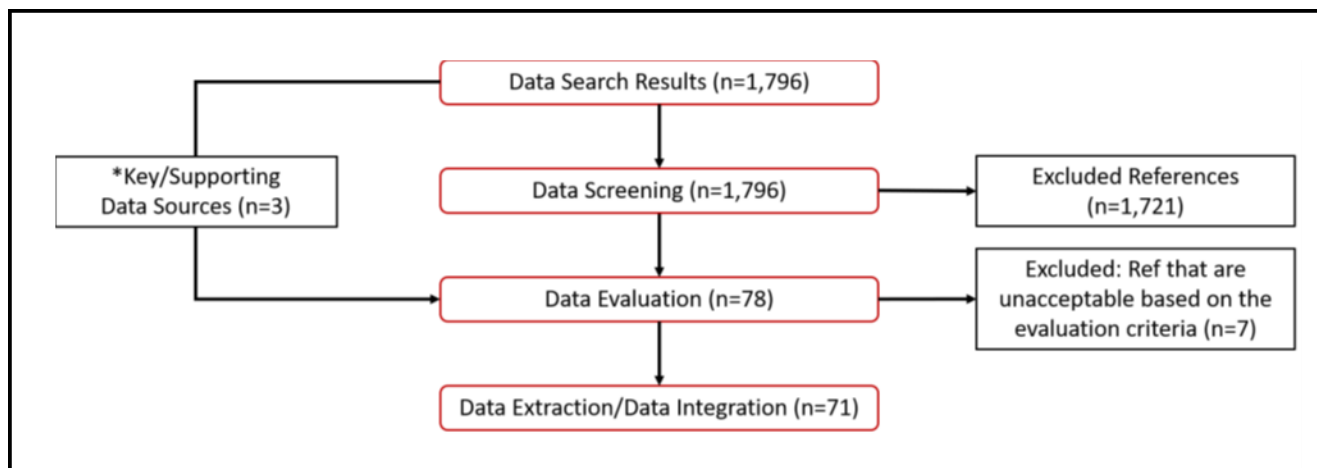 Data Search Results (n=1,796)
*Key/Supporting
Data Sources (n=3)
Data Screening (n=1,796)
Excluded References
(n=1,721)
Data Evaluation (n=78)
Excluded: Ref that are
unacceptable based on the
evaluation criteria (n=7)
Data Extraction/Data Integration (n=71)